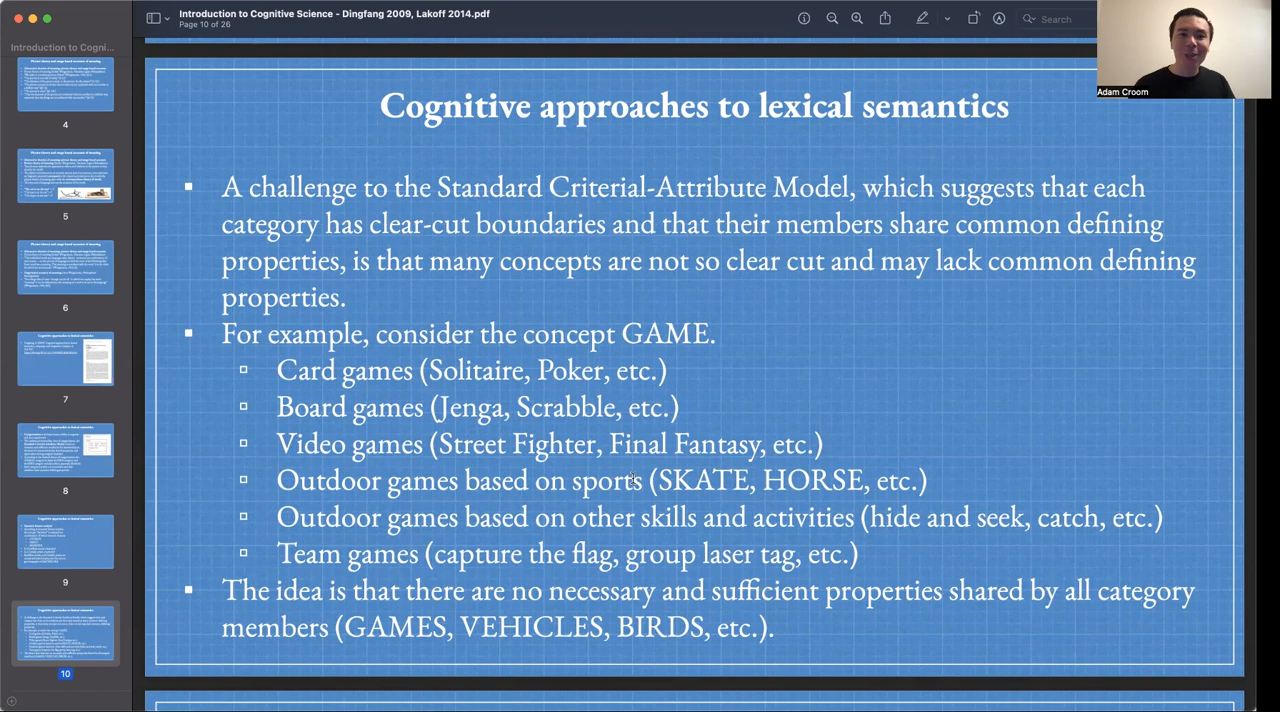 Introduction to Cognitive Science - Dingfang 2009, Lakoff 2014.pdf
Page 10 of 26
Search
Introduction to Cogni...
Adam Croom
4
5
6
7
8
9
10
Cognitive approaches to lexical semantics
A challenge to the Standard Criterial-Attribute Model, which suggests that each
category has clear-cut boundaries and that their members share common defining
properties, is that many concepts are not so clear cut and may lack common defining
properties.
For example, consider the concept GAME.
Card games (Solitaire, Poker, etc.)
Board games (Jenga, Scrabble, etc.)
Video games (Street Fighter, Final Fantasy, etc.)
Outdoor games based on sports (SKATE, HORSE, etc.)
Outdoor games based on other skills and activities (hide and seek, catch, etc.)
Team games (capture the flag, group laser tag, etc.)
The idea is that there are no necessary and sufficient properties shared by all category
members (GAMES, VEHICLES, BIRDS, etc.).